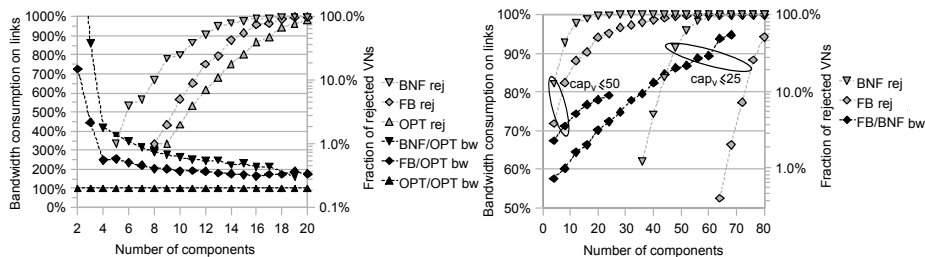 1000%
900%
800%
700%
600%
500%
400%
300%
200%
100%
0%
Bandwidth consumption on links
2 4 6 8 10 12 14 16 18 20
Number of components
100.0%
10.0%
1.0%
0.1%
Fraction of rejected VNs
BNF rej
FB rej
OPT rej
BNF/OPT bw
FB/OPT bw
OPT/OPT bw
100%
90%
80%
70%
60%
50%
Bandwidth consumption on links
0 10 20 30 40 50 60 70 80
Number of components
cap_v ≤50
cap_v ≤25
100.0%
10.0%
1.0%
Fraction of rejected VNs
BNF rej
FB rej
FB/BNF bw